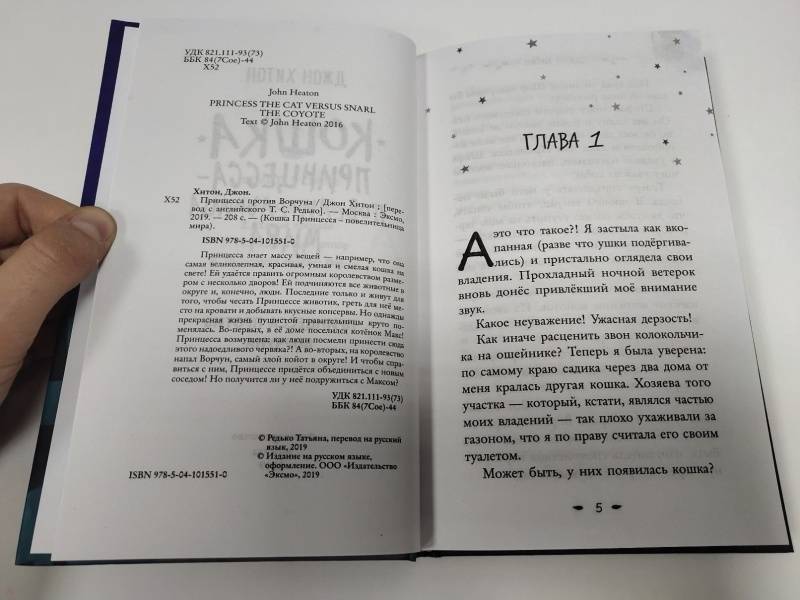 УДК 821.111-93(73)
ББК 84(7Сое)-44
Х52
John Heaton
PRINCESS THE CAT VERSUS SNARL
THE COYOTE
Text © John Heaton 2016
Хитон, Джон.
Х52 Принцесса против Ворчуна / Джон Хитон ; [пере-
вод с английского Т. С. Редько]. — Москва : Эксмо,
2019. — 208 с. — (Кошка Принцесса – повелительница
мира).
ISBN 978-5-04-101551-0
Принцесса знает массу вещей — например, что она
самая великолепная, красивая, умная и смелая кошка на
свете! Ей удаётся править огромным королевством разме-
ром с несколько дворов! Ей подчиняются все животные в
округе и, конечно, люди. Последние только и живут для
того, чтобы чесать Принцессе животик, греть для неё ме-
сто на кровати и добывать вкусные консервы. Но однажды
прекрасная жизнь пушистой правительницы круто по-
менялась. Во-первых, в её доме поселился котёнок Макс!
Принцесса возмущена: как люди посмели принести сюда
этого надоедливого червяка?! А во-вторых, на королевство
напал Ворчун, самый злой койот в округе! И чтобы спра-
виться с ним, Принцессе придётся объединиться с новым
соседом! Но получится ли у неё подружиться с Максом?
УДК 821.111-93(73)
ББК 84(7Сое)-44
© Редько Татьяна, перевод на русский
язык, 2019
© Издание на русском языке,
оформление. ООО «Издательство
«Эксмо», 2019
ISBN 978-5-04-101551-0
ГЛАВА 1
А это что такое?! Я застыла как вко-
панная (разве что ушки подёргива-
лись) и пристально оглядела свои
владения. Прохладный ночной ветерок
вновь донёс привлёкший моё внимание
звук.
Какое неуважение! Ужасная дерзость!
Как иначе расценить звон колокольчи-
ка на ошейнике? Теперь я была уверена:
по самому краю садика через два дома от
меня кралась другая кошка. Хозяева того
участка — который, кстати, являлся частью
моих владений — так плохо ухаживали за
газоном, что я по праву считала его своим
туалетом.
Может быть, у них появилась кошка?
5